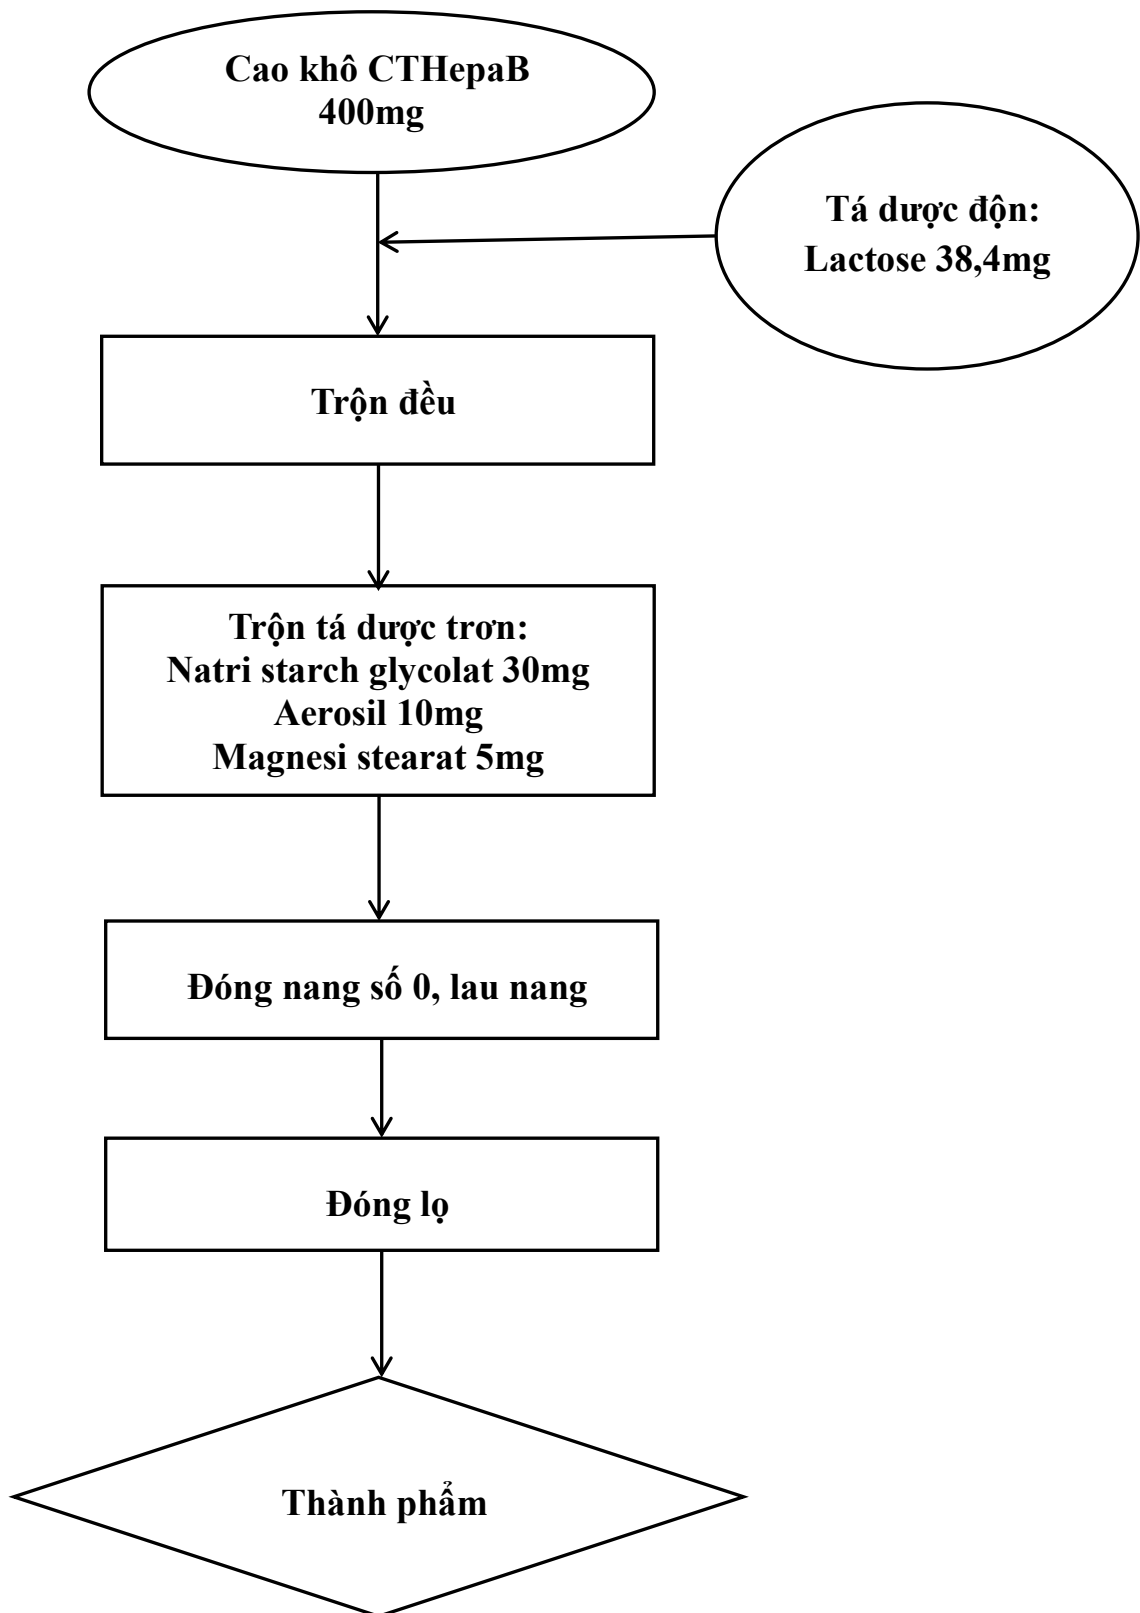 Cao khô CTHepaB
400mg
Tá dược độn:
Lactose 38,4mg
Trộn đều
Trộn tá dược trơn:
Natri starch glycolat 30mg
Aerosil 10mg
Magnesi stearat 5mg
Đóng nang số 0, lau nang
Đóng lọ
Thành phẩm